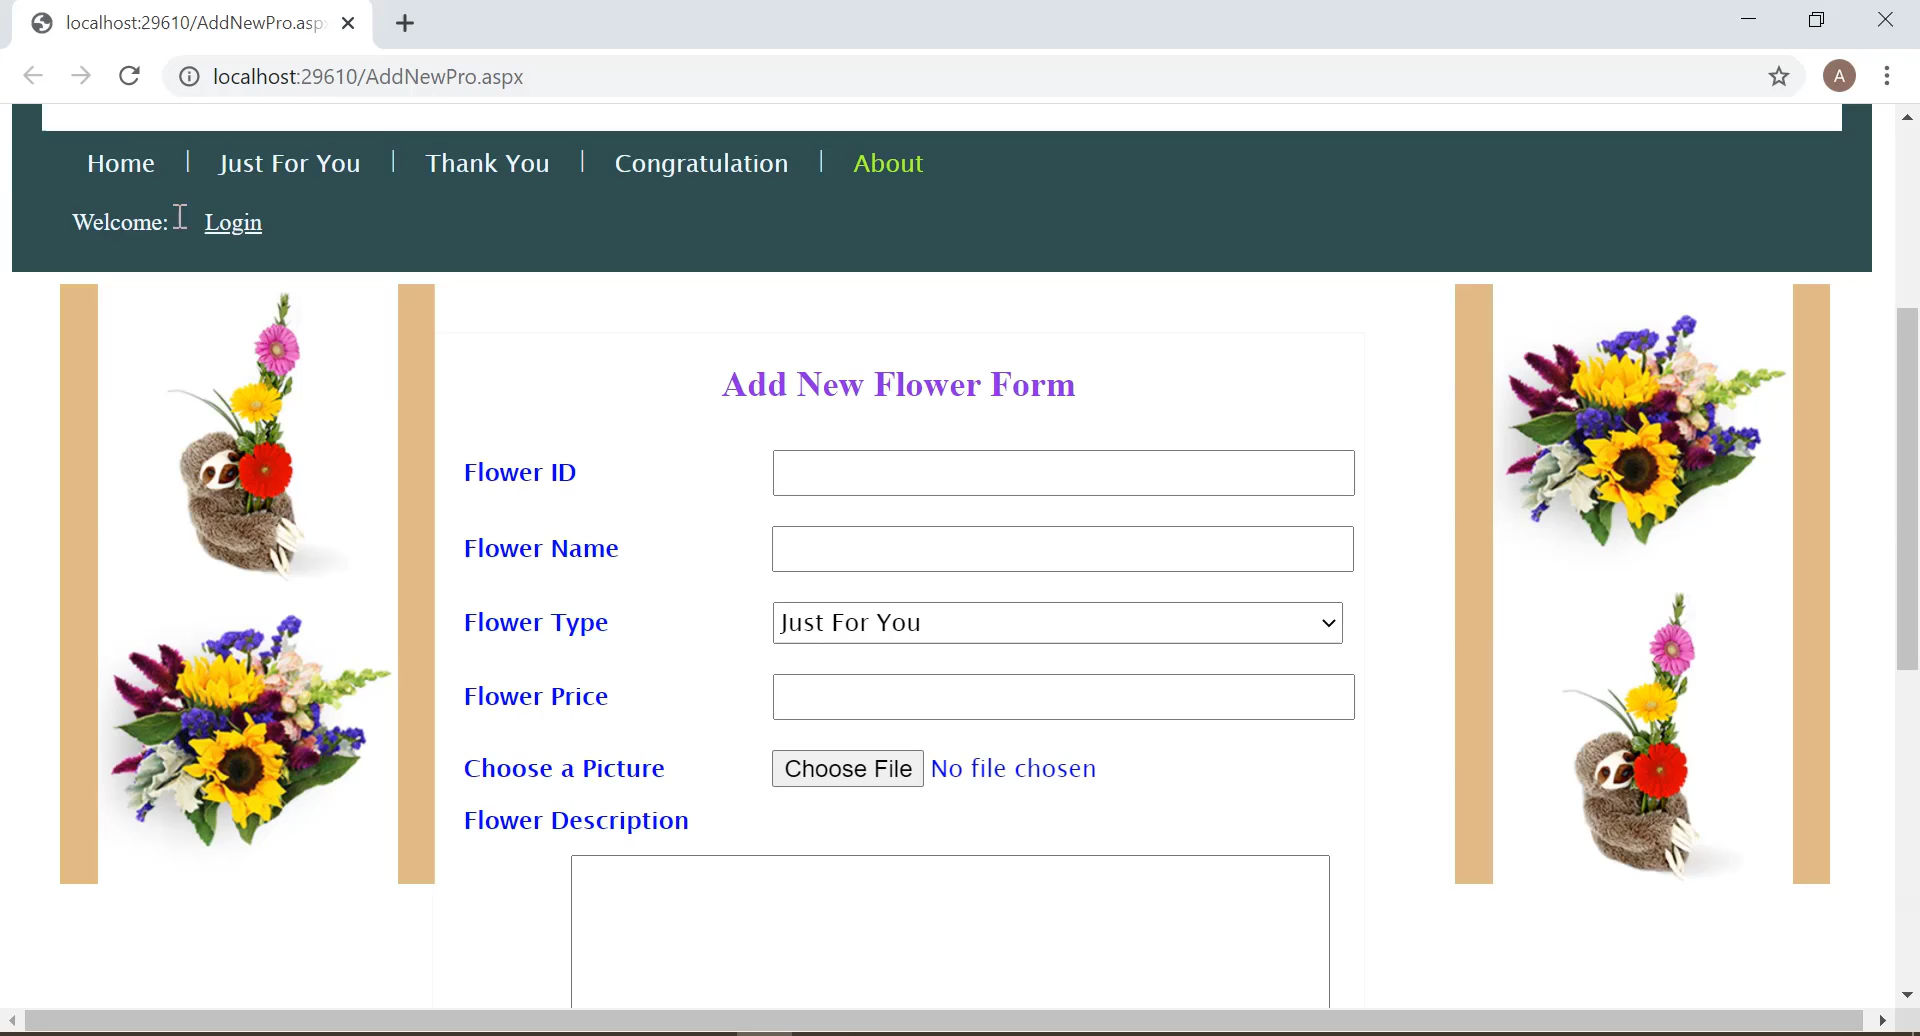 localhost:29610/AddNewPro.asp
localhost:29610/AddNewPro.aspx
A
Home | Just For You | Thank You | Congratulation | About
Welcome: Login
Add New Flower Form
Flower ID
Flower Name
Flower Type Just For You
Flower Price
Choose a Picture Choose File No file chosen
Flower Description